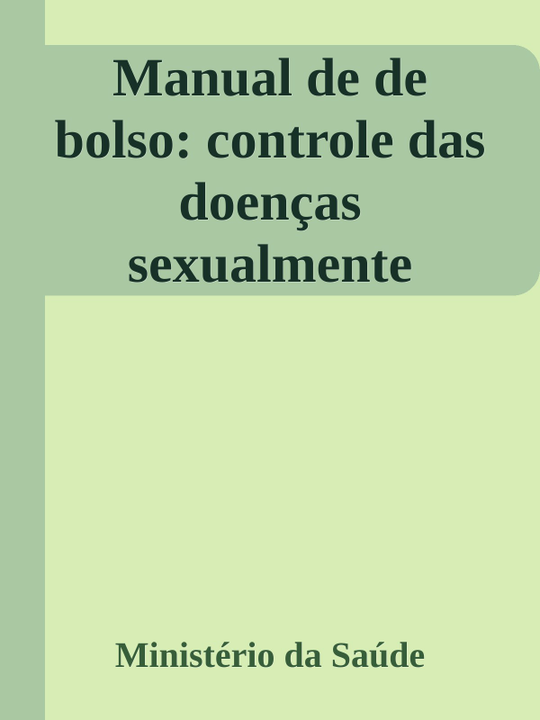 Manual de de
bolso: controle das
doenças
sexualmente
Ministério da Saúde